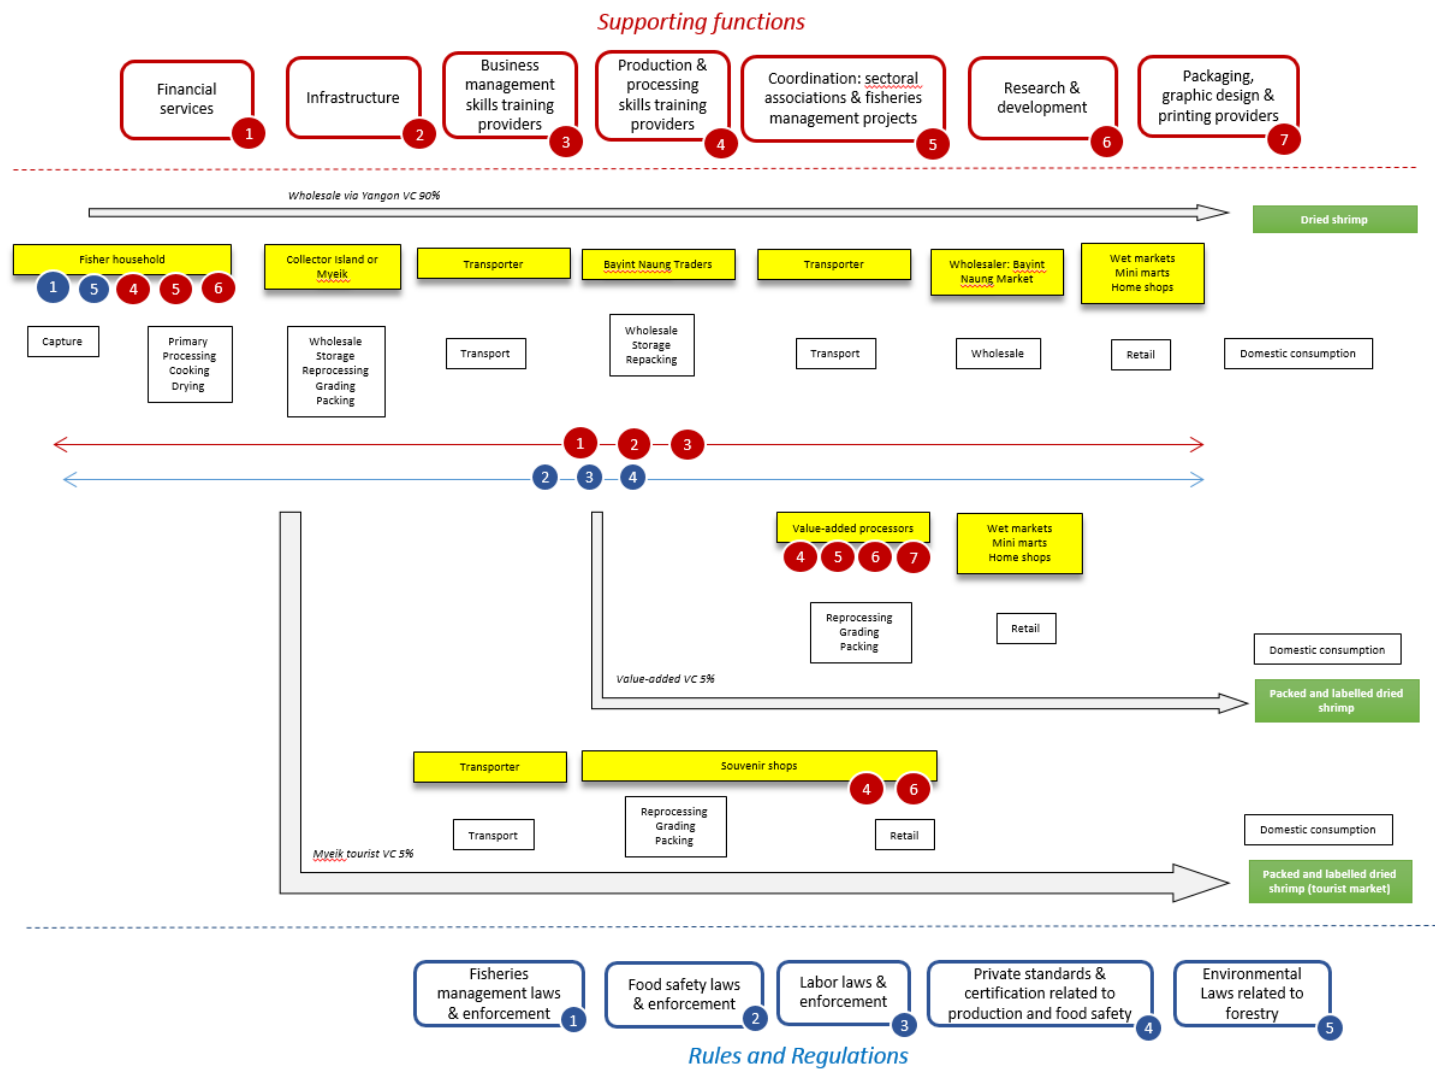 Supporting functions
Financial
services
1
Infrastructure
2
Business
management
skills training
providers
3
Production &
processing
skills training
providers
4
Coordination: sectoral
associations & fisheries
management projects
5
Research &
development
6
Packaging,
graphic design &
printing providers
7
Wholesale via Yangon VC 90%
Dried shrimp
Fisher household
1
5
4
5
6
Collector Island or
Myeik
Transporter
Bayint Naung Traders
Transporter
Wholesaler: Bayint
Naung Market
Wet markets
Mini marts
Home shops
Capture
Primary
Processing
Cooking
Drying
Wholesale
Storage
Reprocessing
Grading
Packing
Transport
Wholesale
Storage
Repacking
Transport
Wholesale
Retail
Domestic consumption
1
2
3
2
3
4
Value-added processors
4
5
6
7
Wet markets
Mini marts
Home shops
Reprocessing
Grading
Packing
Retail
Domestic consumption
Value-added VC 5%
Packed and labelled dried
shrimp
Transporter
Souvenir shops
4
6
Transport
Reprocessing
Grading
Packing
Retail
Domestic consumption
Myeik tourist VC 5%
Packed and labelled dried
shrimp (tourist market)
Fisheries
management laws
& enforcement
1
Food safety laws
& enforcement
2
Labor laws &
enforcement
3
Private standards &
certification related to
production and food safety
4
Environmental
Laws related to
forestry
5
Rules and Regulations